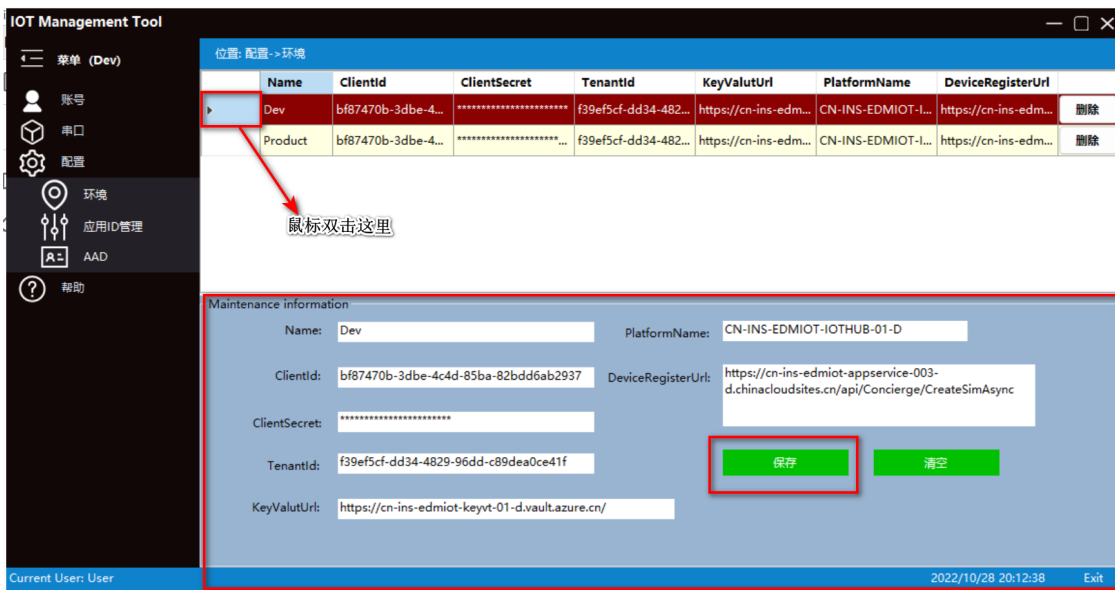 IOT Management Tool
菜单 (Dev)
账号
串口
配置
环境
应用ID管理
AAD
帮助
位置: 配置->环境
Name ClientId ClientSecret TenantId KeyValutUrl PlatformName DeviceRegisterUrl
Dev bf87470b-3dbe-4... *********************** f39ef5cf-dd34-482... https://cn-ins-edm... CN-INS-EDMIOT-I... https://cn-ins-edm... 删除
Product bf87470b-3dbe-4... *********************... f39ef5cf-dd34-482... https://cn-ins-edm... CN-INS-EDMIOT-I... https://cn-ins-edm... 删除
鼠标双击这里
Maintenance information
Name: Dev
PlatformName: CN-INS-EDMIOT-IOTHUB-01-D
ClientId: bf87470b-3dbe-4c4d-85ba-82bdd6ab2937
DeviceRegisterUrl: https://cn-ins-edmiot-appservice-003-
d.chinacloudsites.cn/api/Concierge/CreateSimAsync
ClientSecret: ***********************
TenantId: f39ef5cf-dd34-4829-96dd-c89dea0ce41f
保存 清空
KeyValutUrl: https://cn-ins-edmiot-keyvt-01-d.vault.azure.cn/
Current User: User 2022/10/28 20:12:38 Exit